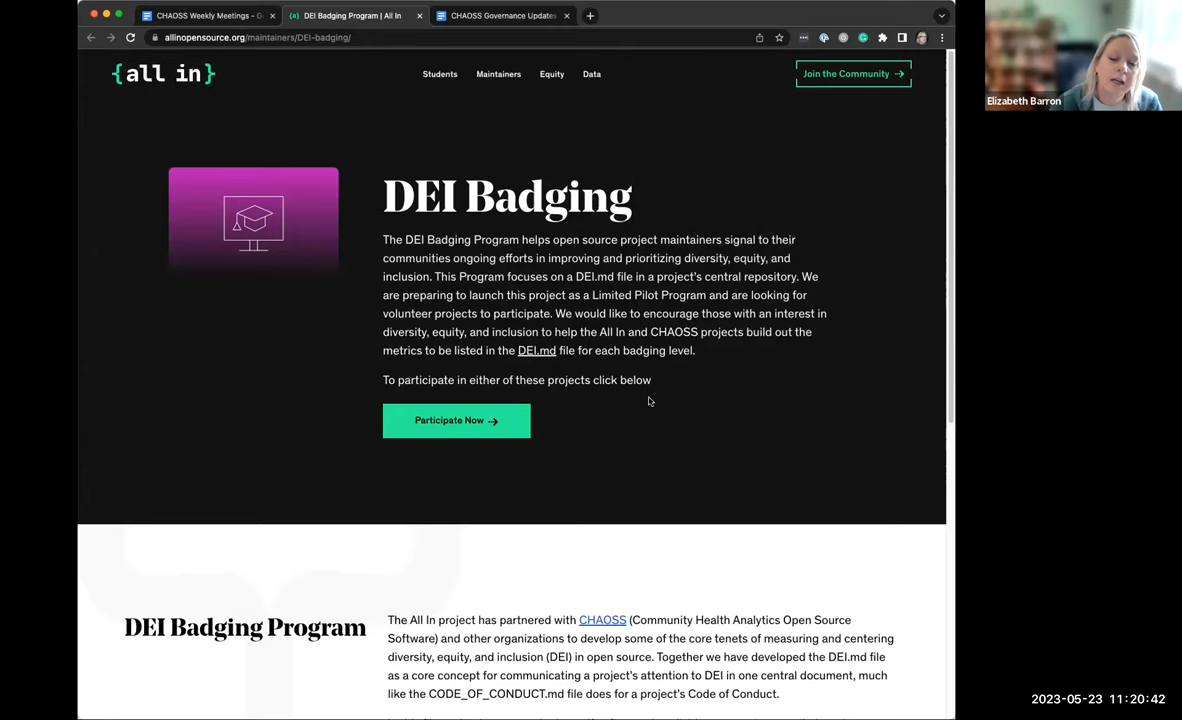 CHAOSS Weekly Meetings - G
DEI Badging Program | All In
CHAOSS Governance Updates
allinopensource.org/maintainers/DEI-badging/
{all in}
Students
Maintainers
Equity
Data
Join the Community
Elizabeth Barron
DEI Badging
The DEI Badging Program helps open source project maintainers signal to their
communities ongoing efforts in improving and prioritizing diversity, equity, and
inclusion. This Program focuses on a DEI.md file in a project's central repository. We
are preparing to launch this project as a Limited Pilot Program and are looking for
volunteer projects to participate. We would like to encourage those with an interest in
diversity, equity, and inclusion to help the All In and CHAOSS projects build out the
metrics to be listed in the DEI.md file for each badging level.
To participate in either of these projects click below
Participate Now
DEI Badging Program
The All In project has partnered with CHAOSS (Community Health Analytics Open Source
Software) and other organizations to develop some of the core tenets of measuring and centering
diversity, equity, and inclusion (DEI) in open source. Together we have developed the DEI.md file
as a core concept for communicating a project's attention to DEI in one central document, much
like the CODE_OF_CONDUCT.md file does for a project's Code of Conduct.
2023-05-23 11:20:42